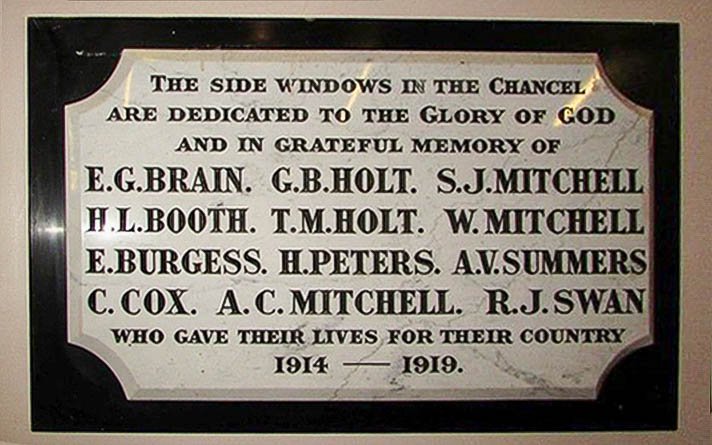 THE SIDE WINDOWS IN THE CHANCEL
ARE DEDICATED TO THE GLORY OF GOD
AND IN GRATEFUL MEMORY OF
E.G.BRAIN. G.B.HOLT. S.J.MITCHELL
H.L.BOOTH. T.M.HOLT. W.MITCHELL
E.BURGESS. H.PETERS. A.V.SUMMERS
C.COX. A.C.MITCHELL. R.J.SWAN
WHO GAVE THEIR LIVES FOR THEIR COUNTRY
1914 — 1919.